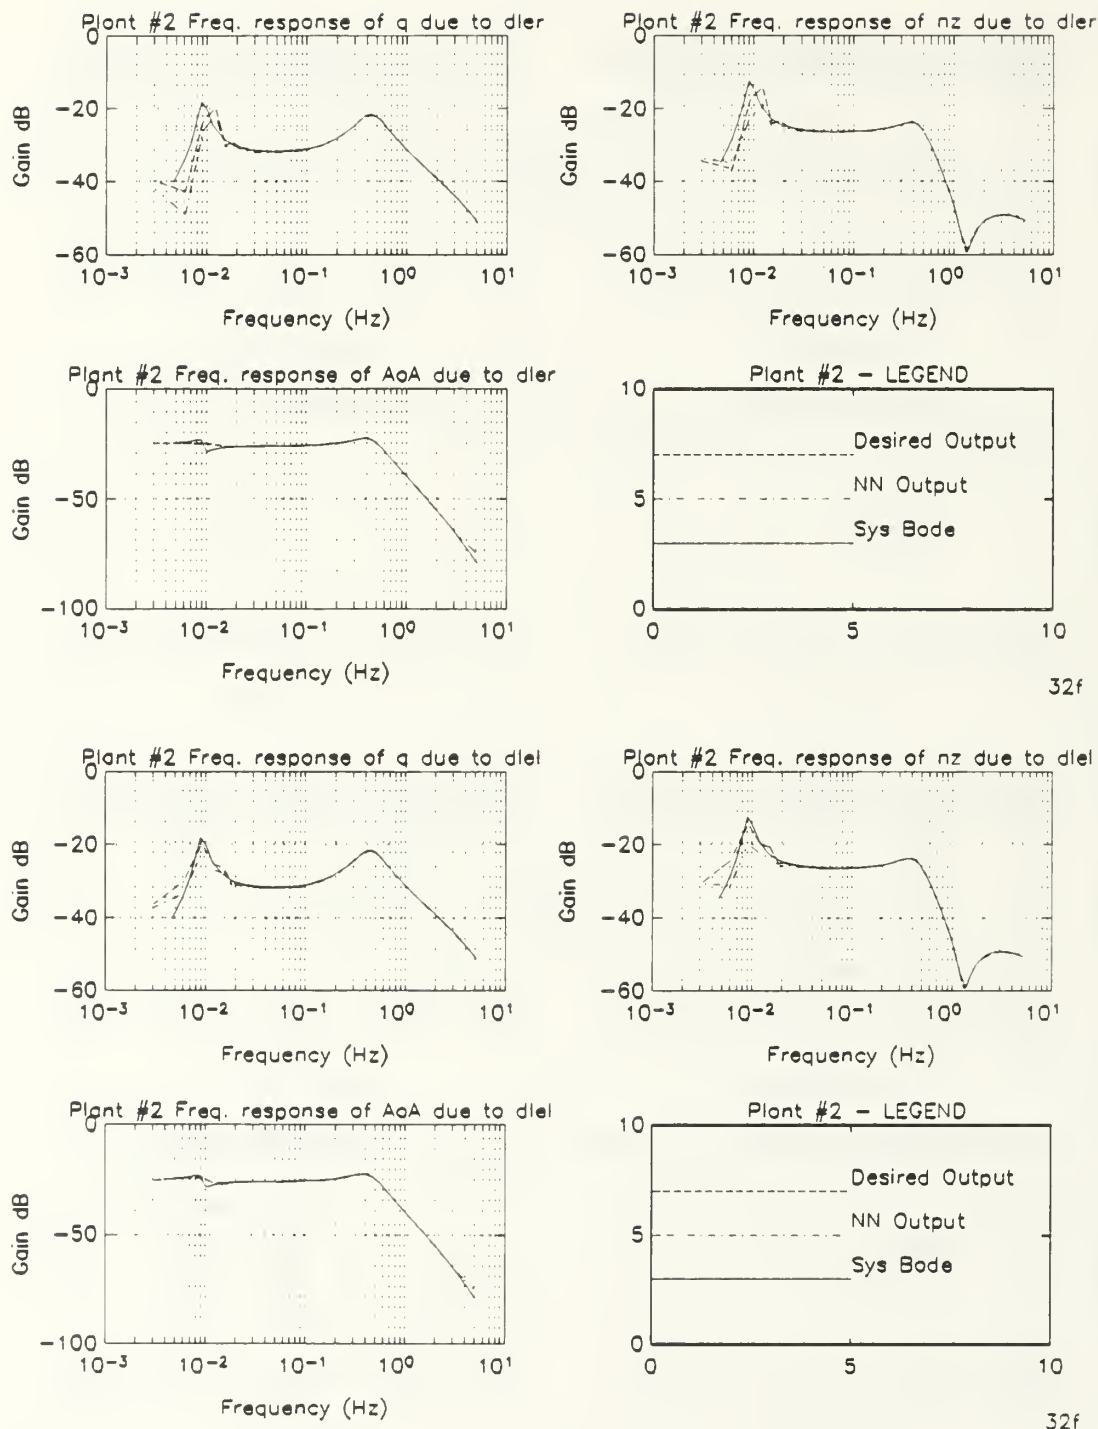 Plant #2 Freq. response of q due to dler
0
−20
−40
−60
Gain dB
10⁻³ 10⁻² 10⁻¹ 10⁰ 10¹
Frequency (Hz)
Plant #2 Freq. response of nz due to dler
0
−20
−40
−60
Gain dB
10⁻³ 10⁻² 10⁻¹ 10⁰ 10¹
Frequency (Hz)
Plant #2 Freq. response of AoA due to dler
0
−50
−100
Gain dB
10⁻³ 10⁻² 10⁻¹ 10⁰ 10¹
Frequency (Hz)
Plant #2 − LEGEND
10
5
0
Desired Output
NN Output
Sys Bode
0 5 10
32f
Plant #2 Freq. response of q due to dlel
0
−20
−40
−60
Gain dB
10⁻³ 10⁻² 10⁻¹ 10⁰ 10¹
Frequency (Hz)
Plant #2 Freq. response of nz due to dlel
0
−20
−40
−60
Gain dB
10⁻³ 10⁻² 10⁻¹ 10⁰ 10¹
Frequency (Hz)
Plant #2 Freq. response of AoA due to dlel
0
−50
−100
Gain dB
10⁻³ 10⁻² 10⁻¹ 10⁰ 10¹
Frequency (Hz)
Plant #2 − LEGEND
10
5
0
Desired Output
NN Output
Sys Bode
0 5 10
32f